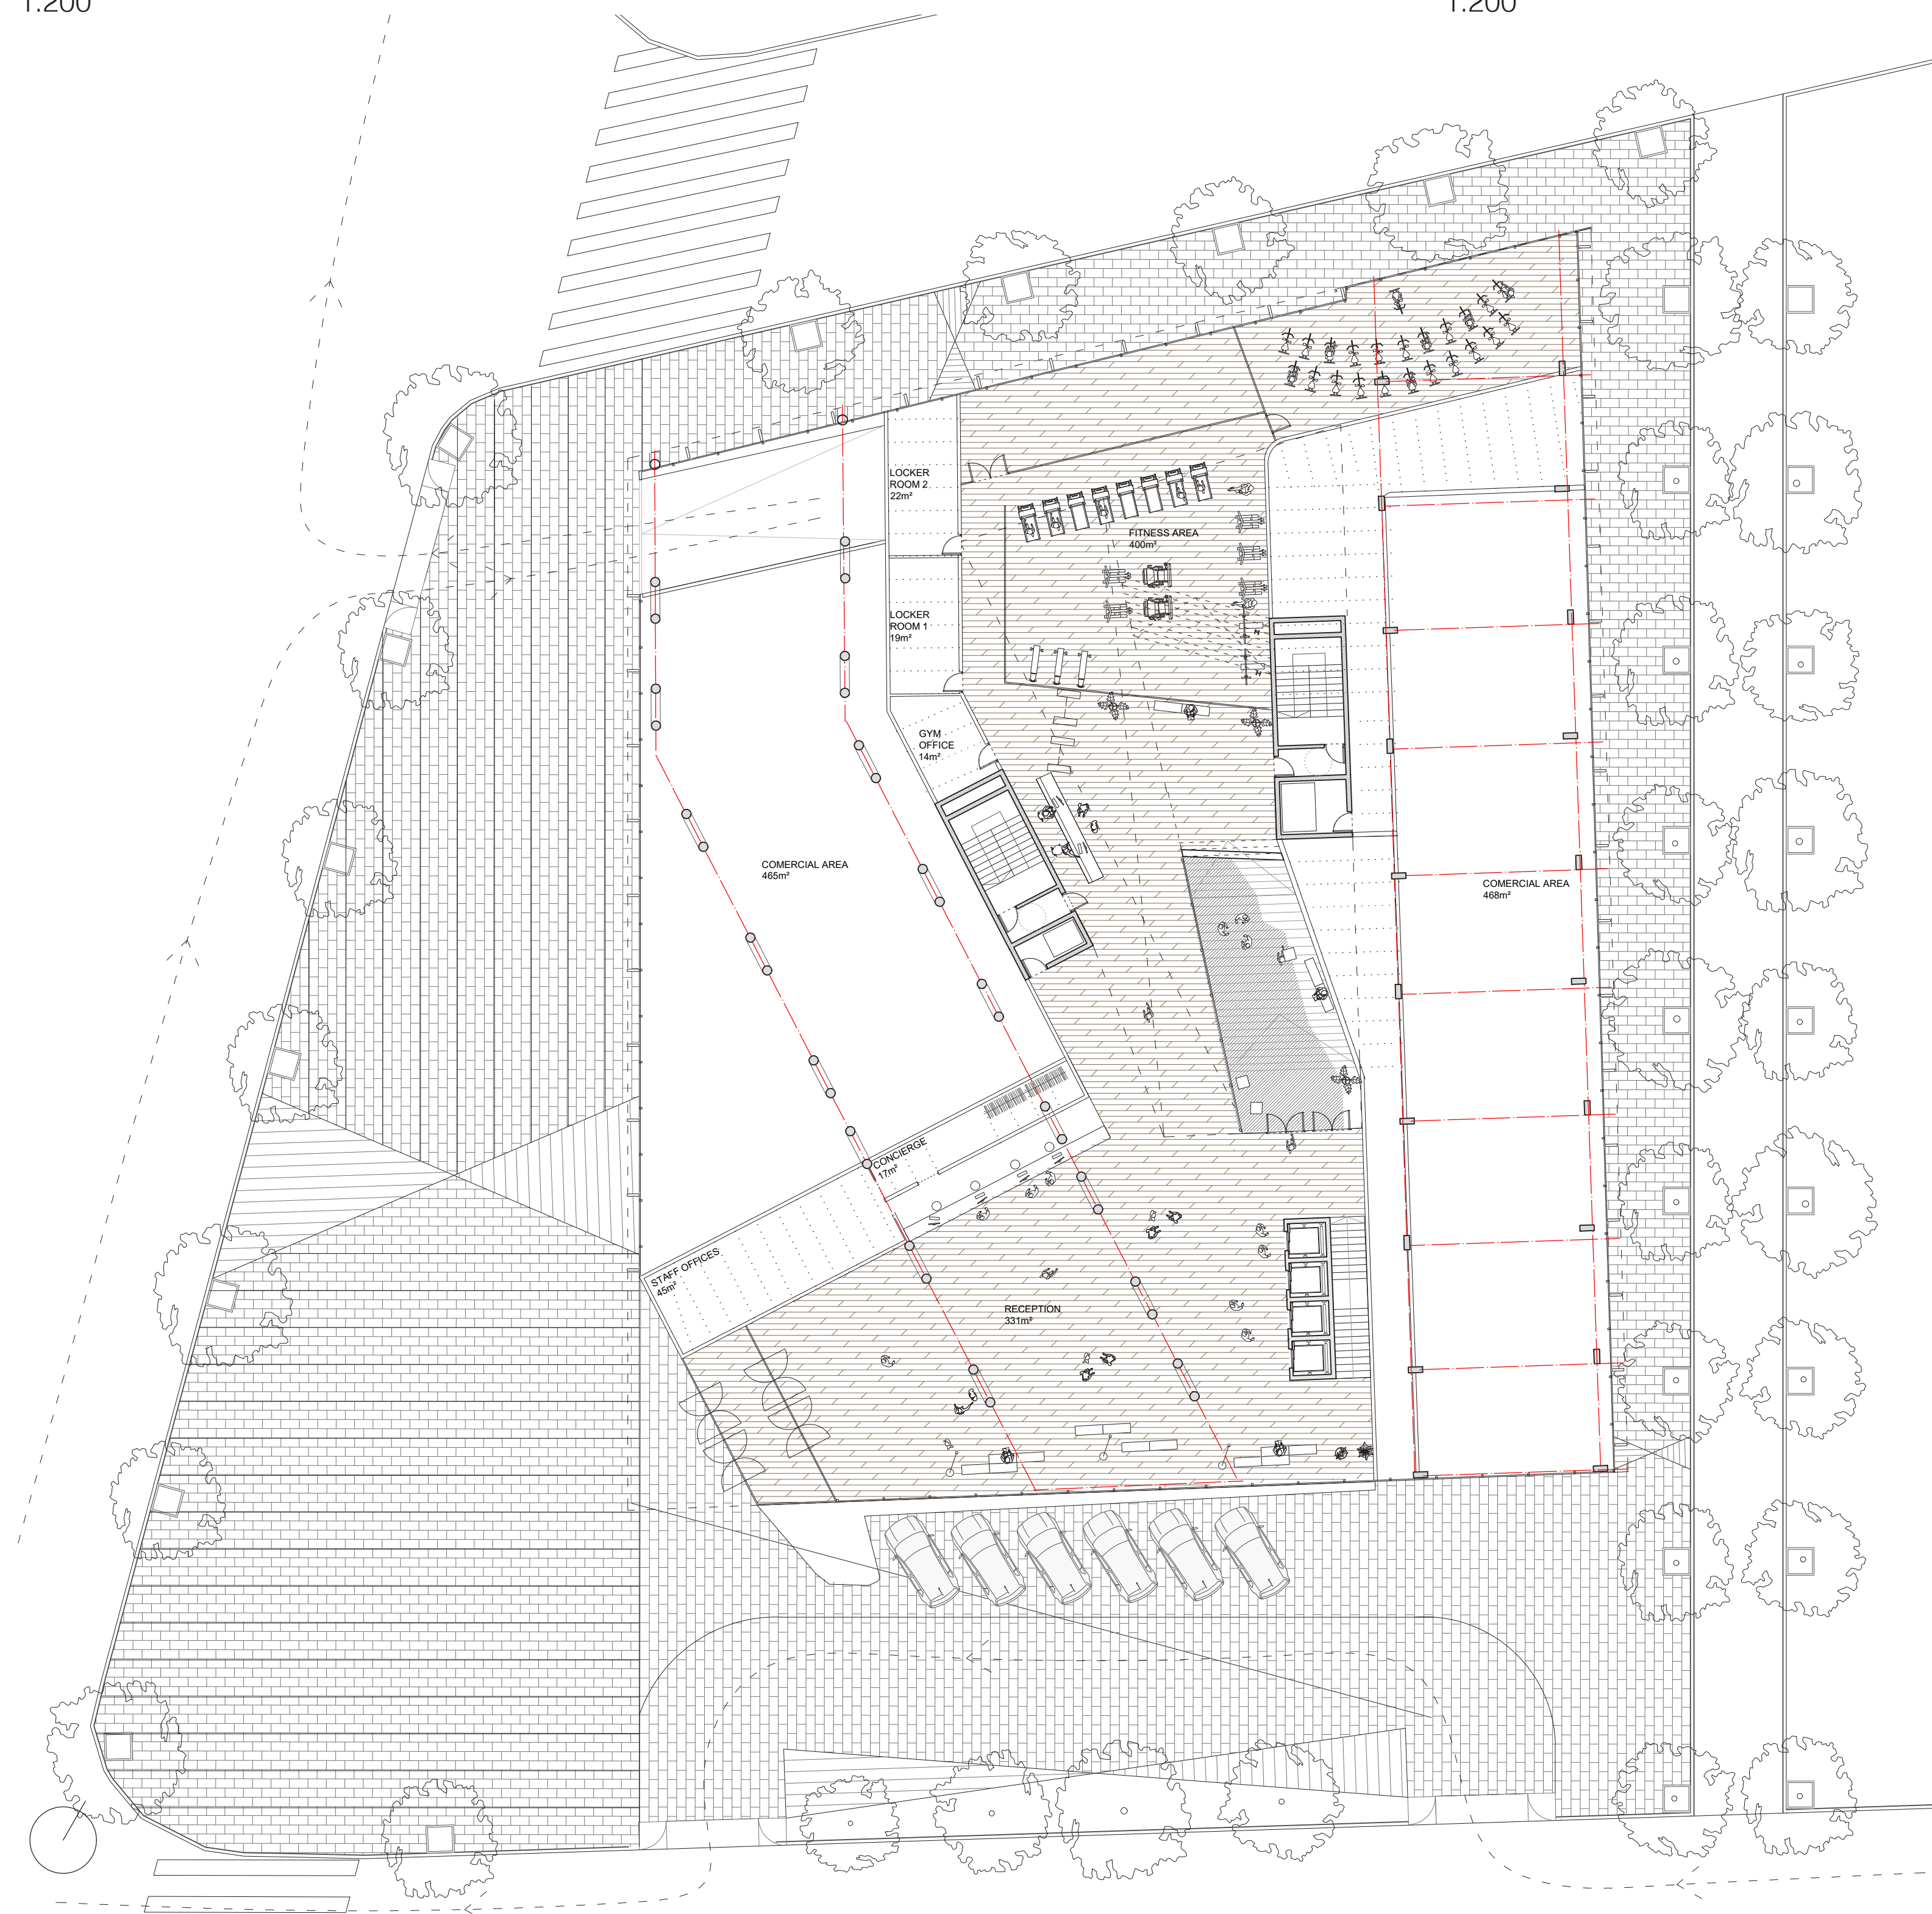 1:200
1:200
LOCKER
ROOM 2
22m²
FITNESS AREA
400m²
LOCKER
ROOM 1
19m²
GYM
OFFICE
14m²
COMERCIAL AREA
465m²
COMERCIAL AREA
468m²
CONCIERGE
17m²
STAFF OFFICES
45m²
RECEPTION
331m²